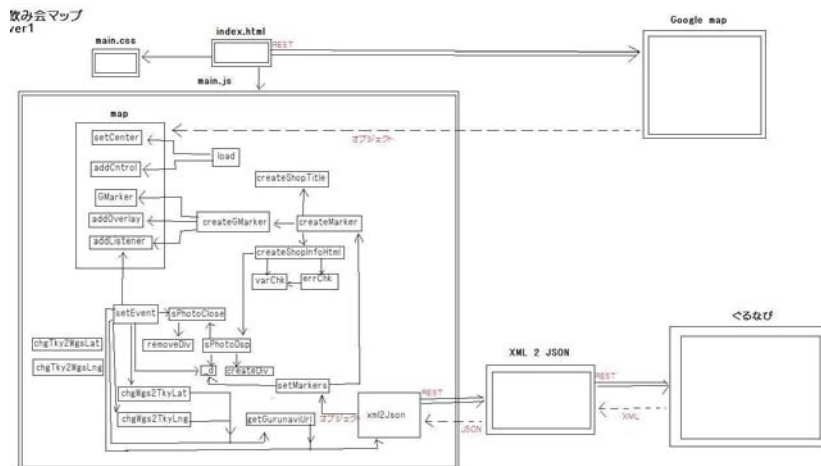 飲み会マップ
ver1
main.css
index.html
REST
Google map
main.js
map
setCenter
load
オブジェクト
addCntrol
createShopTitle
GMarker
createGMarker
createMarker
addOverlay
addListener
createShopInfoHtml
varChk
errChk
setEvent
sPhotoClose
ぐるなび
chgTky2WgsLat
removeDiv
sPhotoDsp
XML 2 JSON
chgTky2WgsLng
_d
createDiv
REST
setMarkers
chgWgs2TkyLat
REST
xml2Json
chgWgs2TkyLng
getGurunaviUrl
オブジェクト
JSON
XML